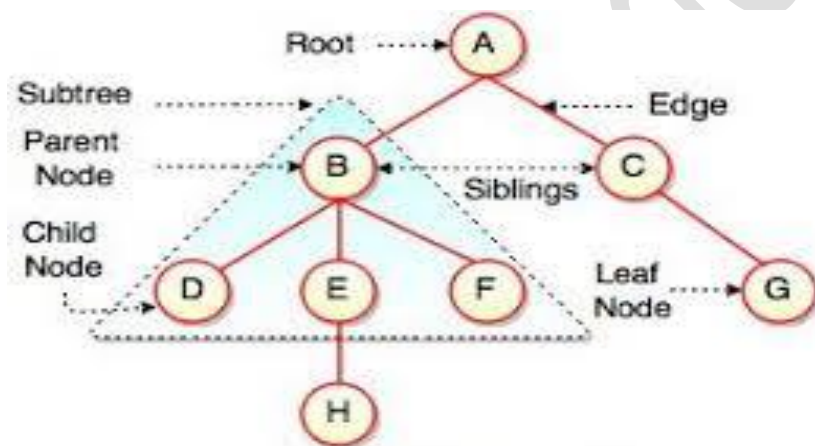 Root
A
Subtree
Edge
Parent
Node
B
C
Siblings
Child
Node
D
E
F
Leaf
Node
G
H